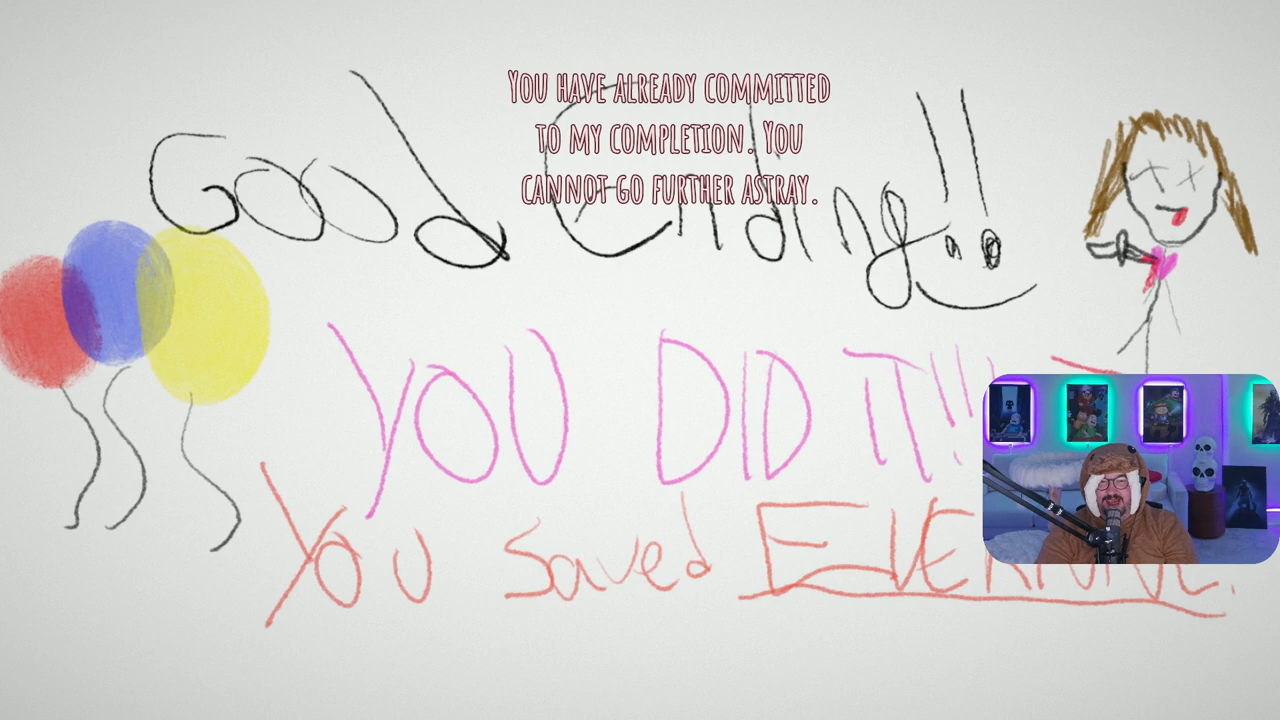 You have already committed
to my completion. You
cannot go further astray.
Good Ending!!
YOU DID IT!!
You saved EVERYONE.